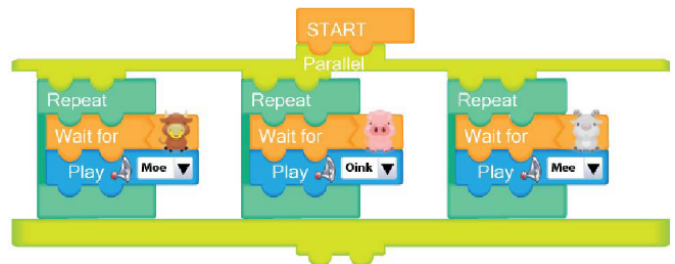 START
Parallel
Repeat Repeat Repeat
Wait for Wait for Wait for
Play Moe Play Oink Play Mee